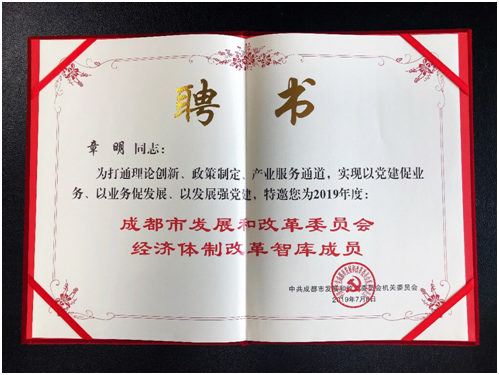 聘书
章明 同志：
为打通理论创新、政策制定、产业服务通道，实现以党建促业
务、以业务促发展、以发展强党建，特邀您为2019年度：
成都市发展和改革委员会
经济体制改革智库成员
中共成都市发展和改革委员会机关委员会
2019年7月8日